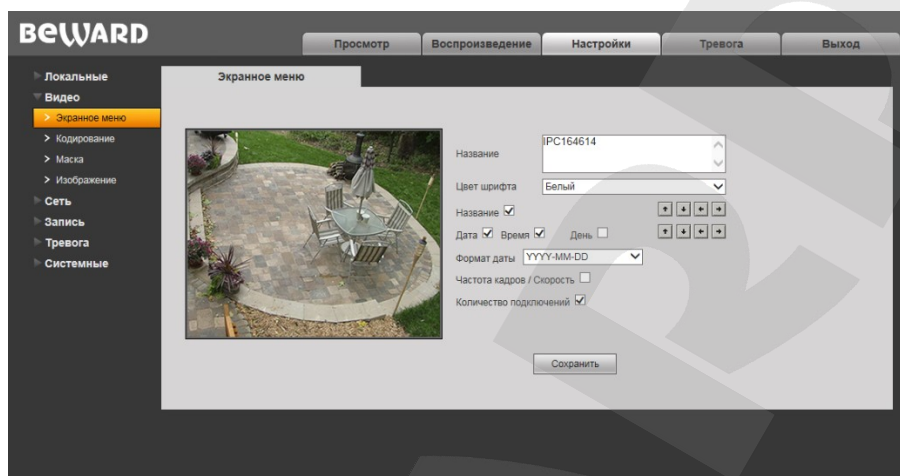 BEWARD
Просмотр Воспроизведение Настройки Тревога Выход
Локальные
Видео
Экранное меню
Кодирование
Маска
Изображение
Сеть
Запись
Тревога
Системные
Экранное меню
Название IPC164614
Цвет шрифта Белый
Название
Дата Время День
Формат даты YYYY-MM-DD
Частота кадров / Скорость
Количество подключений
Сохранить